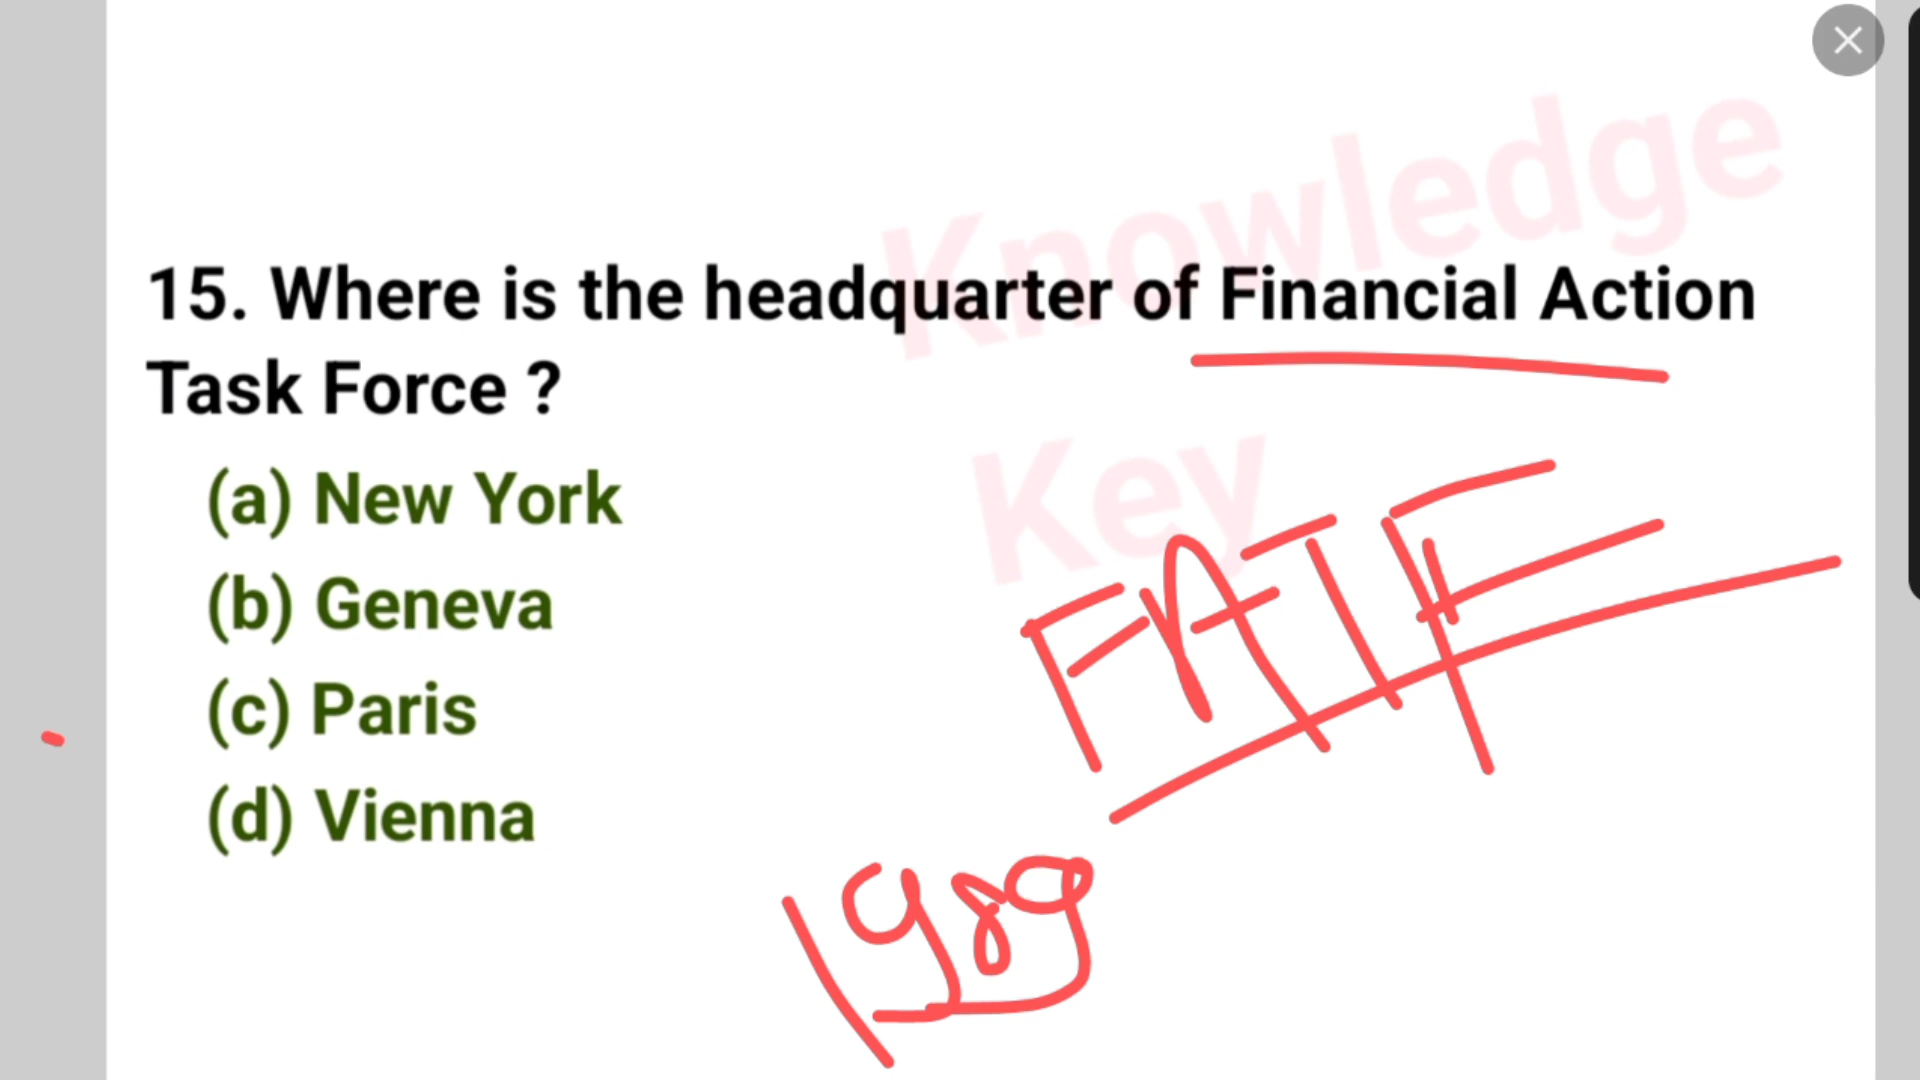 Knowledge
15. Where is the headquarter of Financial Action
Task Force ?
Key
(a) New York
(b) Geneva
(c) Paris
(d) Vienna
FATF
1989